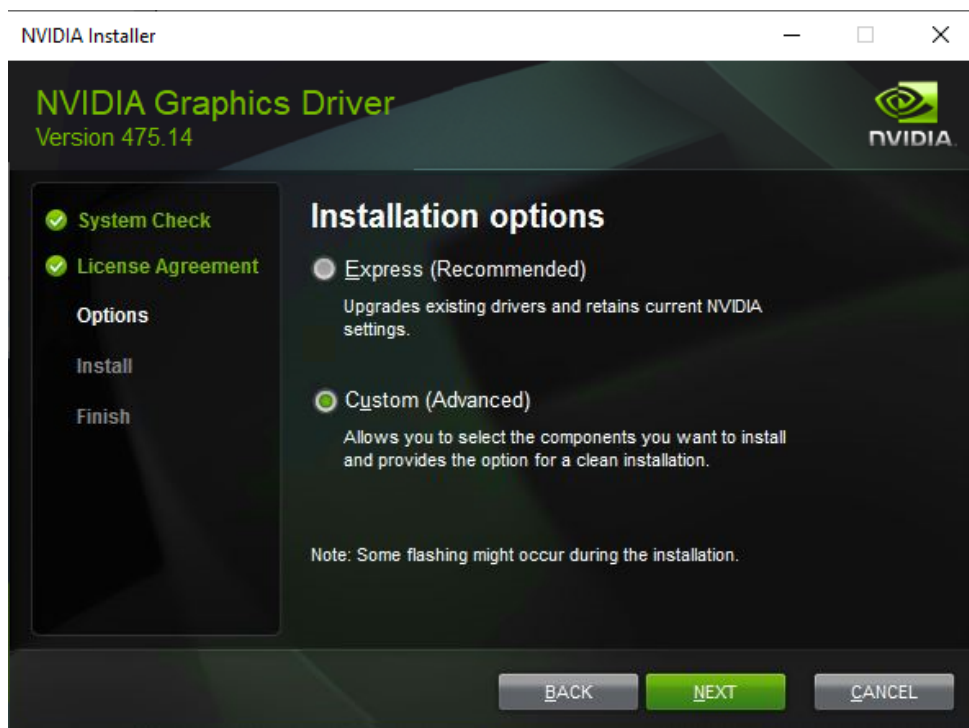 NVIDIA Installer
NVIDIA Graphics Driver
Version 475.14
NVIDIA.
System Check
License Agreement
Options
Install
Finish
Installation options
Express (Recommended)
Upgrades existing drivers and retains current NVIDIA
settings.
Custom (Advanced)
Allows you to select the components you want to install
and provides the option for a clean installation.
Note: Some flashing might occur during the installation.
BACK
NEXT
CANCEL